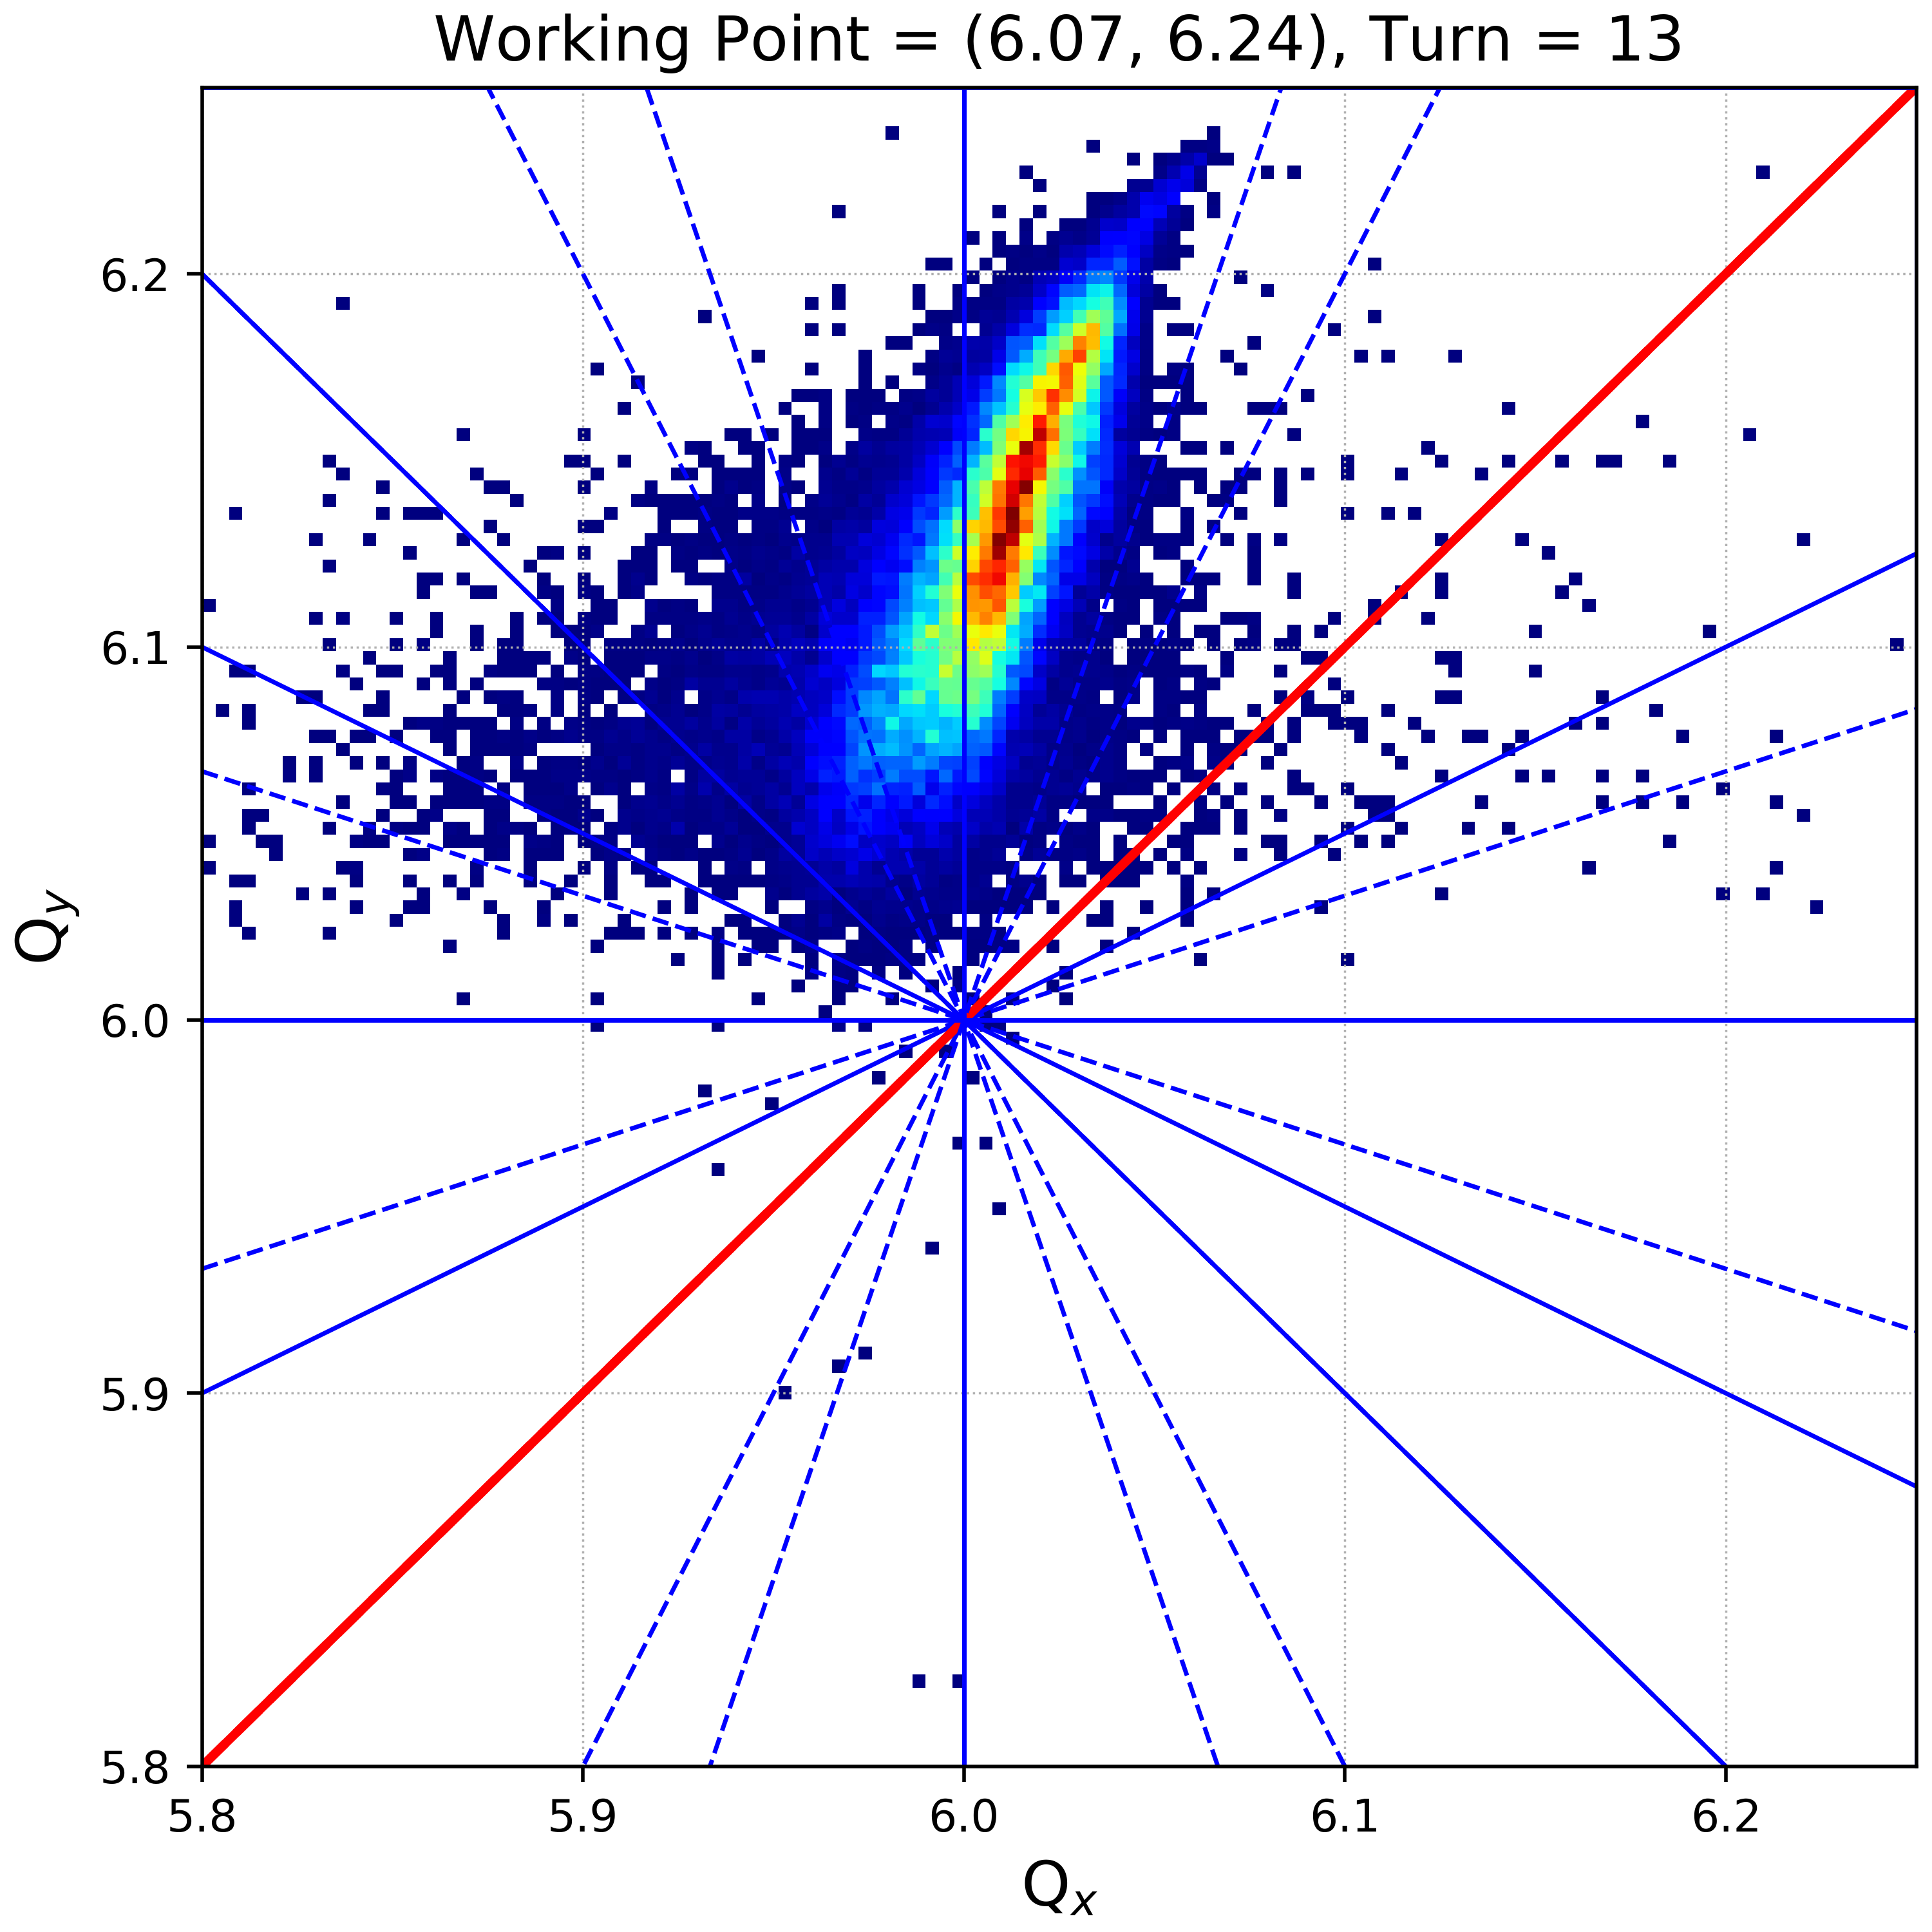 Working Point = (6.07, 6.24), Turn = 13
6.2
6.1
6.0
5.9
5.8
Qy
5.8 5.9 6.0 6.1 6.2
Qx